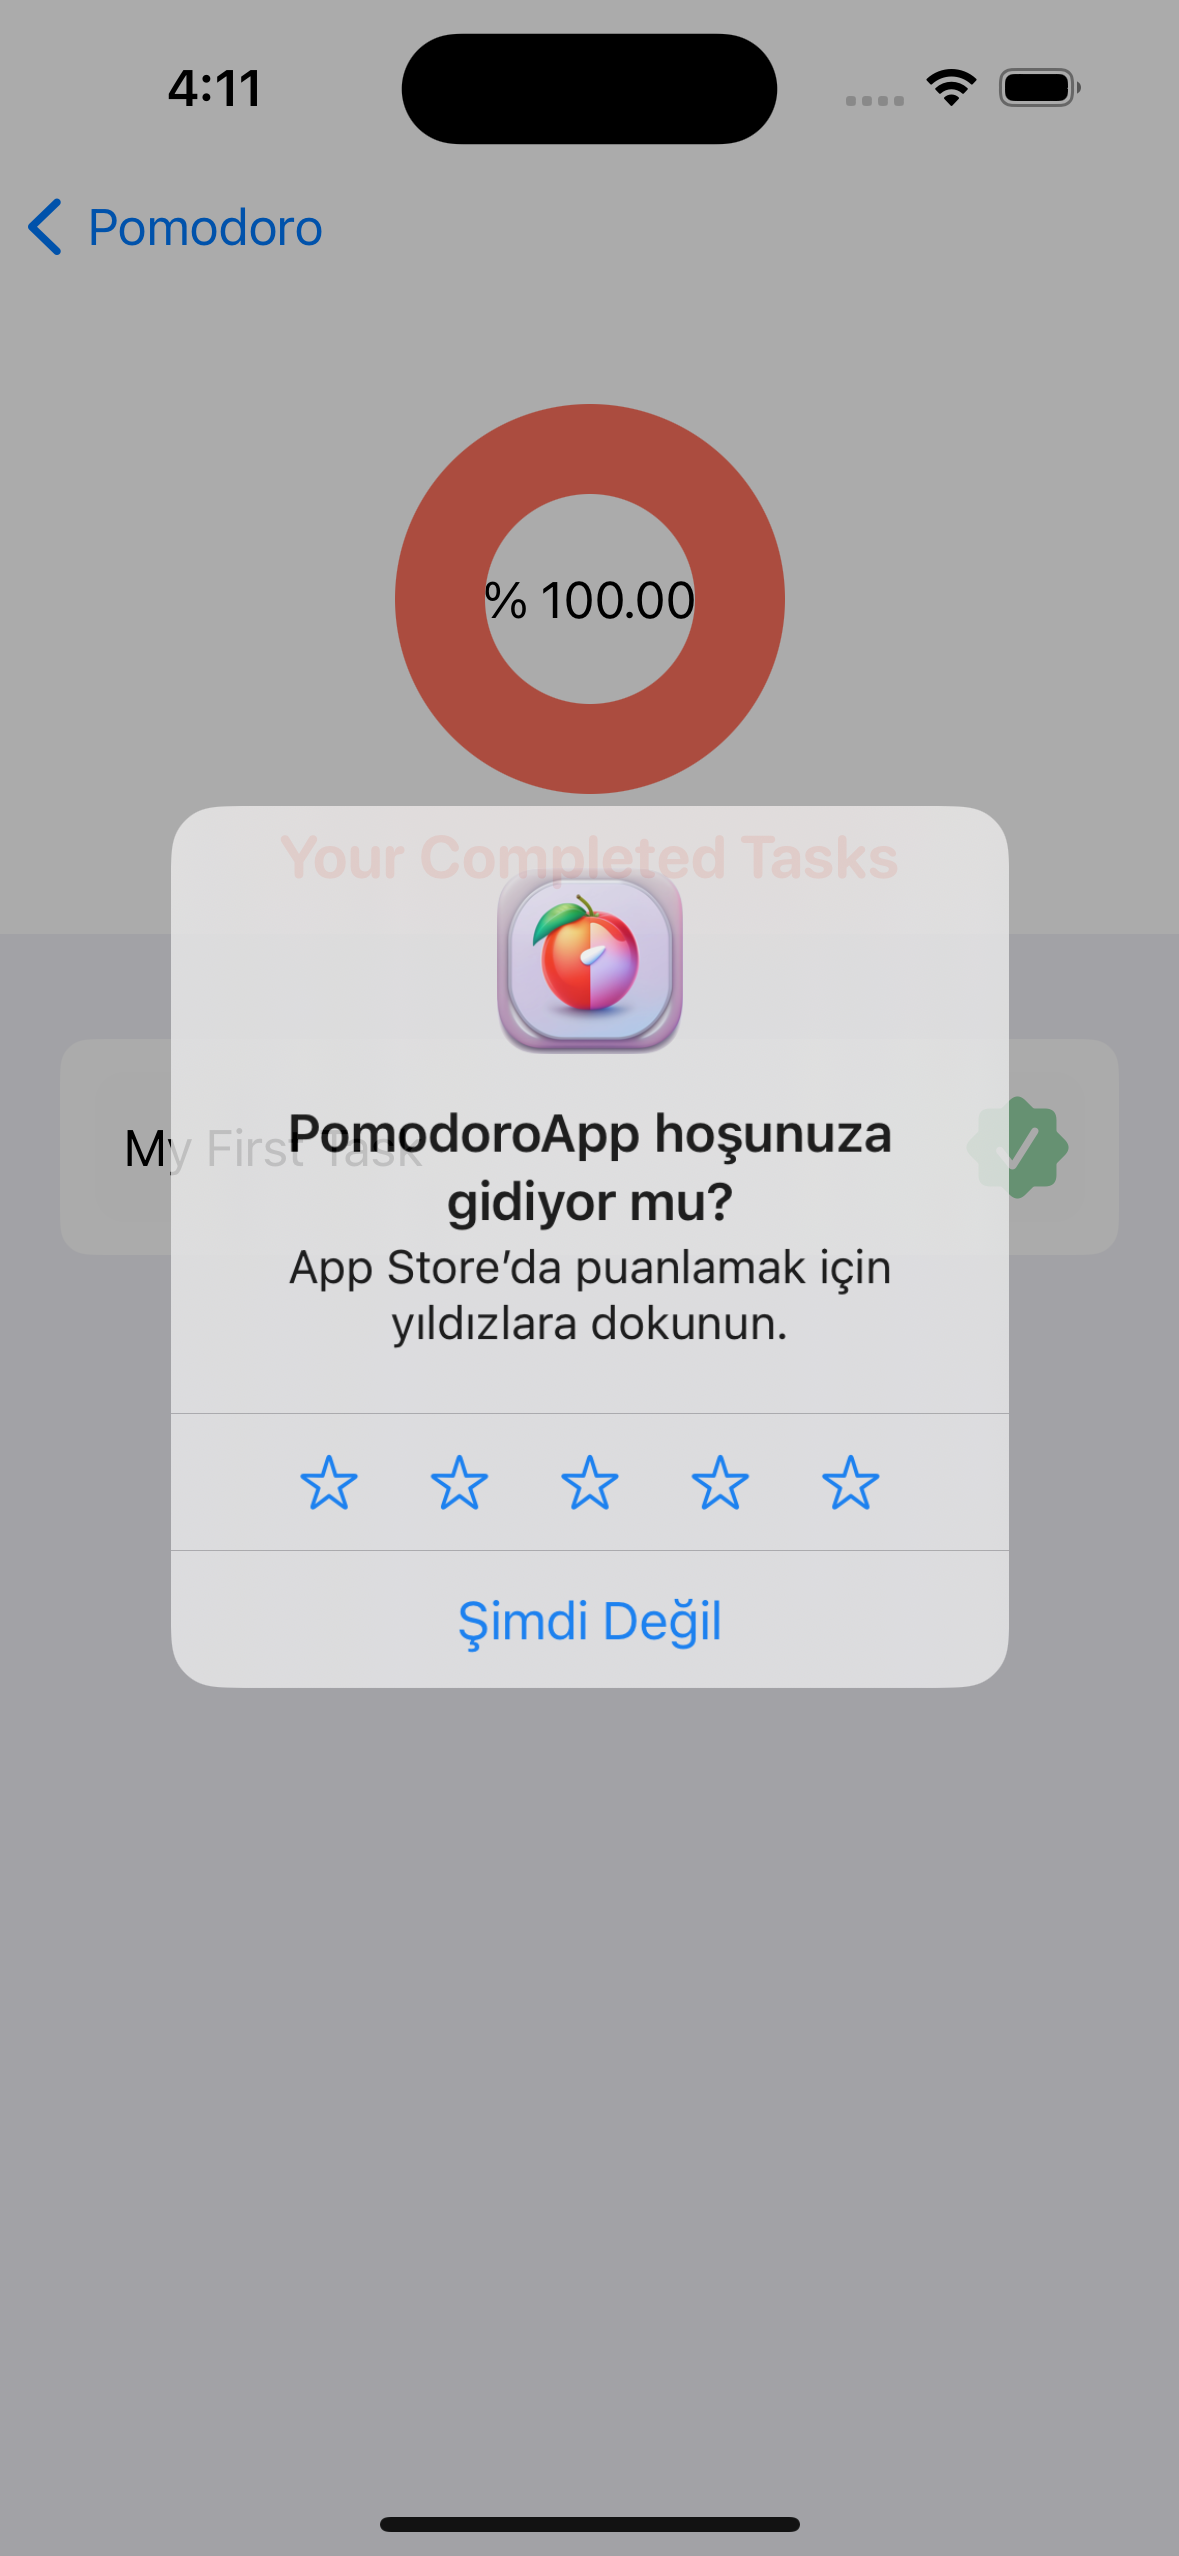 4:11
Pomodoro
% 100.00
Your Completed Tasks
My First Task
PomodoroApp hoşunuza
gidiyor mu?
App Store’da puanlamak için
yıldızlara dokunun.
Şimdi Değil